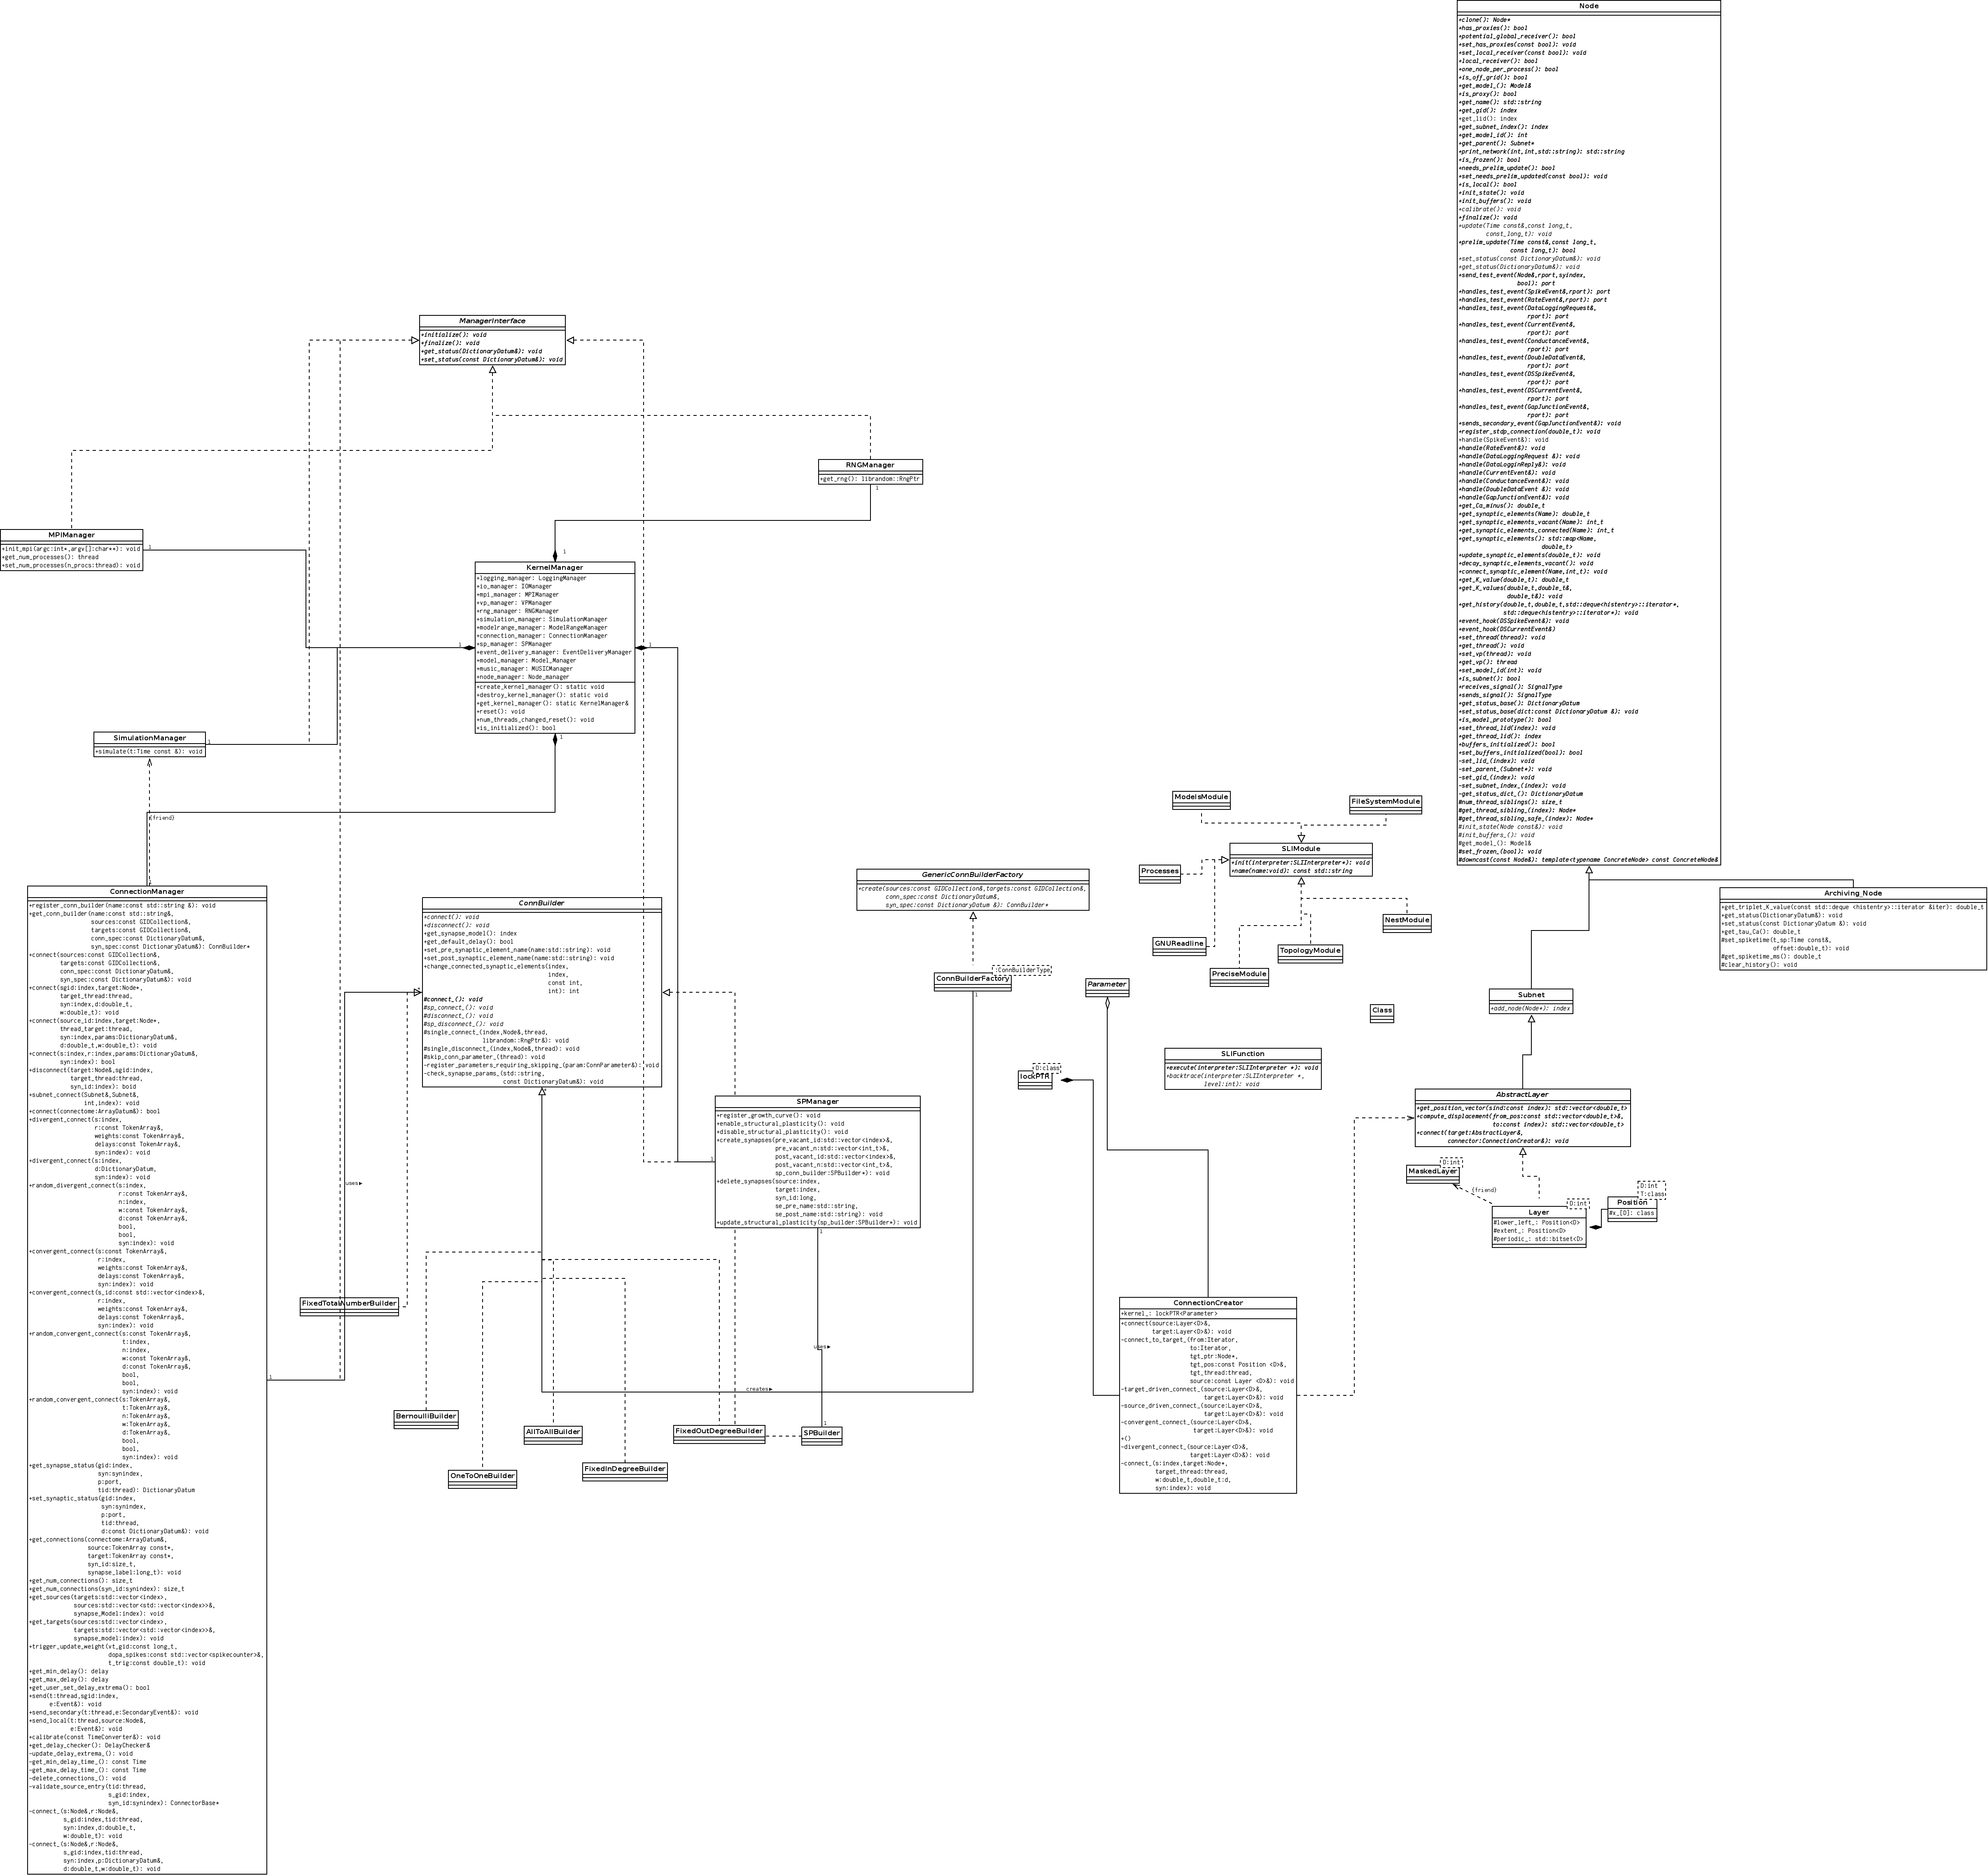 Node
+clone(): Node*
+has_proxies(): bool
+potential_global_receiver(): bool
+set_has_proxies(const bool): void
+set_local_receiver(const bool): void
+local_receiver(): bool
+one_node_per_process(): bool
+is_off_grid(): bool
+get_model_(): Model&
+is_proxy(): bool
+get_name(): std::string
+get_gid(): index
+get_lid(): index
+get_subnet_index(): index
+get_model_id(): int
+get_parent(): Subnet*
+print_network(int,int,std::string): std::string
+is_frozen(): bool
+needs_prelim_update(): bool
+set_needs_prelim_updated(const bool): void
+is_local(): bool
+init_state(): void
+init_buffers(): void
+calibrate(): void
+finalize(): void
+update(Time const&,const long_t,
const_long_t): void
+prelim_update(Time const&,const long_t,
const long_t): bool
+set_status(const DictionaryDatum&): void
+get_status(DictionaryDatum&): void
+send_test_event(Node&,rport,syindex,
bool): port
+handles_test_event(SpikeEvent&,rport): port
+handles_test_event(RateEvent&,rport): port
+handles_test_event(DataLoggingRequest&,
rport): port
+handles_test_event(CurrentEvent&,
rport): port
+handles_test_event(ConductanceEvent&,
rport): port
+handles_test_event(DoubleDataEvent&,
rport): port
+handles_test_event(DSSpikeEvent&,
rport): port
+handles_test_event(DSCurrentEvent&,
rport): port
+handles_test_event(GapJunctionEvent&,
rport): port
+sends_secondary_event(GapJunctionEvent&): void
+register_stdp_connection(double_t): void
+handle(SpikeEvent&): void
+handle(RateEvent&): void
+handle(DataLoggingRequest &): void
+handle(DataLogginReply&): void
+handle(CurrentEvent&): void
+handle(ConductanceEvent&): void
+handle(DoubleDataEvent &): void
+handle(GapJunctionEvent&): void
+get_Ca_minus(): double_t
+get_synaptic_elements(Name): double_t
+get_synaptic_elements_vacant(Name): int_t
+get_synaptic_elements_connected(Name): int_t
+get_synaptic_elements(): std::map<Name,
double_t>
+update_synaptic_elements(double_t): void
+decay_synaptic_elements_vacant(): void
+connect_synaptic_element(Name,int_t): void
+get_K_value(double_t): double_t
+get_K_values(double_t,double_t&,
double_t&): void
+get_history(double_t,double_t,std::deque<histentry>::iterator*,
std::deque<histentry>::iterator*): void
+event_hook(DSSpikeEvent&): void
+event_hook(DSCurrentEvent&)
+set_thread(thread): void
+get_thread(): void
+set_vp(thread): void
+get_vp(): thread
+set_model_id(int): void
+is_subnet(): bool
+receives_signal(): SignalType
+sends_signal(): SignalType
+get_status_base(): DictionaryDatum
+set_status_base(dict:const DictionaryDatum &): void
+is_model_prototype(): bool
+set_thread_lid(index): void
+get_thread_lid(): index
+buffers_initialized(): bool
+set_buffers_initialized(bool): bool
-set_lid_(index): void
-set_parent_(Subnet*): void
-set_gid_(index): void
-set_subnet_index_(index): void
-get_status_dict_(): DictionaryDatum
#num_thread_siblings(): size_t
#get_thread_sibling_(index): Node*
#get_thread_sibling_safe_(index): Node*
#init_state(Node const&): void
#init_buffers_(): void
#get_model_(): Model&
#set_frozen_(bool): void
#downcast(const Node&): template<typename ConcreteNode> const ConcreteNode&
ManagerInterface
+initialize(): void
+finalize(): void
+get_status(DictionaryDatum&): void
+set_status(const DictionaryDatum&): void
RNGManager
+get_rng(): librandom::RngPtr
1
MPIManager
+init_mpi(argc:int*,argv[]:char**): void
+get_num_processes(): thread
+set_num_processes(n_procs:thread): void
1
1
KernelManager
+logging_manager: LoggingManager
+io_manager: IOManager
+mpi_manager: MPIManager
+vp_manager: VPManager
+rng_manager: RNGManager
+simulation_manager: SimulationManager
+modelrange_manager: ModelRangeManager
+connection_manager: ConnectionManager
+sp_manager: SPManager
+event_delivery_manager: EventDeliveryManager
+model_manager: Model_Manager
+music_manager: MUSICManager
+node_manager: Node_manager
+create_kernel_manager(): static void
+destroy_kernel_manager(): static void
+get_kernel_manager(): static KernelManager&
+reset(): void
+num_threads_changed_reset(): void
+is_initialized(): bool
1
1
1
SimulationManager
+simulate(t:Time const &): void
1
{friend}
ModelsModule
FileSystemModule
SLIModule
+init(interpreter:SLIInterpreter*): void
+name(name:void): const std::string
Processes
NestModule
GNUReadline
TopologyModule
PreciseModule
Archiving_Node
+get_triplet_K_value(const std::deque <histentry>::iterator &iter): double_t
+get_status(DictionaryDatum&): void
+set_status(const DictionaryDatum &): void
+get_tau_Ca(): double_t
#set_spiketime(t_sp:Time const&,
offset:double_t): void
#get_spiketime_ms(): double_t
#clear_history(): void
ConnectionManager
+register_conn_builder(name:const std::string &): void
+get_conn_builder(name:const std::string&,
sources:const GIDCollection&,
targets:const GIDCollection&,
conn_spec:const DictionaryDatum&,
syn_spec:const DictionaryDatum&): ConnBuilder*
+connect(sources:const GIDCollection&,
targets:const GIDCollection&,
conn_spec:const DictionaryDatum&,
syn_spec:const DictionaryDatum&): void
+connect(sgid:index,target:Node*,
target_thread:thread,
syn:index,d:double_t,
w:double_t): void
+connect(source_id:index,target:Node*,
thread_target:thread,
syn:index,params:DictionaryDatum&,
d:double_t,w:double_t): void
+connect(s:index,r:index,params:DictionaryDatum&,
syn:index): bool
+disconnect(target:Node&,sgid:index,
target_thread:thread,
syn_id:index): boid
+subnet_connect(Subnet&,Subnet&,
int,index): void
+connect(connectome:ArrayDatum&): bool
+divergent_connect(s:index,
r:const TokenArray&,
weights:const TokenArray&,
delays:const TokenArray&,
syn:index): void
+divergent_connect(s:index,
d:DictionaryDatum,
syn:index): void
+random_divergent_connect(s:index,
r:const TokenArray&,
n:index,
w:const TokenArray&,
d:const TokenArray&,
bool,
bool,
syn:index): void
+convergent_connect(s:const TokenArray&,
r:index,
weights:const TokenArray&,
delays:const TokenArray&,
syn:index): void
+convergent_connect(s_id:const std::vector<index>&,
r:index,
weights:const TokenArray&,
delays:const TokenArray&,
syn:index): void
+random_convergent_connect(s:const TokenArray&,
t:index,
n:index,
w:const TokenArray&,
d:const TokenArray&,
bool,
bool,
syn:index): void
+random_convergent_connect(s:TokenArray&,
t:TokenArray&,
n:TokenArray&,
w:TokenArray&,
d:TokenArray&,
bool,
bool,
syn:index): void
+get_synapse_status(gid:index,
syn:synindex,
p:port,
tid:thread): DictionaryDatum
+set_synaptic_status(gid:index,
syn:synindex,
p:port,
tid:thread,
d:const DictionaryDatum&): void
+get_connections(connectome:ArrayDatum&,
source:TokenArray const*,
target:TokenArray const*,
syn_id:size_t,
synapse_label:long_t): void
+get_num_connections(): size_t
+get_num_connections(syn_id:synindex): size_t
+get_sources(targets:std::vector<index>,
sources:std::vector<std::vector<index>>&,
synapse_Model:index): void
+get_targets(sources:std::vector<index>,
targets:std::vector<std::vector<index>>&,
synapse_model:index): void
+trigger_update_weight(vt_gid:const long_t,
dopa_spikes:const std::vector<spikecounter>&,
t_trig:const double_t): void
+get_min_delay(): delay
+get_max_delay(): delay
+get_user_set_delay_extrema(): bool
+send(t:thread,sgid:index,
e:Event&): void
+send_secondary(t:thread,e:SecondaryEvent&): void
+send_local(t:thread,source:Node&,
e:Event&): void
+calibrate(const TimeConverter&): void
+get_delay_checker(): DelayChecker&
-update_delay_extrema_(): void
-get_min_delay_time_(): const Time
-get_max_delay_time_(): const Time
-delete_connections_(): void
-validate_source_entry(tid:thread,
s_gid:index,
syn_id:synindex): ConnectorBase*
-connect_(s:Node&,r:Node&,
s_gid:index,tid:thread,
syn:index,d:double_t,
w:double_t): void
-connect_(s:Node&,r:Node&,
s_gid:index,tid:thread,
syn:index,p:DictionaryDatum&,
d:double_t,w:double_t): void
1
uses
ConnBuilder
+connect(): void
+disconnect(): void
+get_synapse_model(): index
+get_default_delay(): bool
+set_pre_synaptic_element_name(name:std::string): void
+set_post_synaptic_element_name(name:std::string): void
+change_connected_synaptic_elements(index,
index,
const int,
int): int
#connect_(): void
#sp_connect_(): void
#disconnect_(): void
#sp_disconnect_(): void
#single_connect_(index,Node&,thread,
librandom::RngPtr&): void
#single_disconnect_(index,Node&,thread): void
#skip_conn_parameter_(thread): void
-register_parameters_requiring_skipping_(param:ConnParameter&): void
-check_synapse_params_(std::string,
const DictionaryDatum&): void
GenericConnBuilderFactory
+create(sources:const GIDCollection&,targets:const GIDCollection&,
conn_spec:const DictionaryDatum&,
syn_spec:const DictionaryDatum &): ConnBuilder*
:ConnBuilderType
ConnBuilderFactory
1
Parameter
Class
Subnet
+add_node(Node*): index
D:class
lockPTR
SLIFunction
+execute(interpreter:SLIInterpreter *): void
+backtrace(interpreter:SLIInterpreter *,
level:int): void
SPManager
+register_growth_curve(): void
+enable_structural_plasticity(): void
+disable_structural_plasticity(): void
+create_synapses(pre_vacant_id:std::vector<index>&,
pre_vacant_n:std::vector<int_t>&,
post_vacant_id:std::vector<index>&,
post_vacant_n:std::vector<int_t>&,
sp_conn_builder:SPBuilder*): void
+delete_synapses(source:index,
target:index,
syn_id:long,
se_pre_name:std::string,
se_post_name:std::string): void
+update_structural_plasticity(sp_builder:SPBuilder*): void
1
1
AbstractLayer
+get_position_vector(sind:const index): std::vector<double_t>
+compute_displacement(from_pos:const std::vector<double_t>&,
to:const index): std::vector<double_t>
+connect(target:AbstractLayer&,
connector:ConnectionCreator&): void
D:int
MaskedLayer
{friend}
D:int
Layer
#lower_left_: Position<D>
#extent_: Position<D>
#periodic_: std::bitset<D>
D:int
T:class
Position
#x_[D]: class
FixedTotalNumberBuilder
uses
creates
ConnectionCreator
+kernel_: lockPTR<Parameter>
+connect(source:Layer<D>&,
target:Layer<D>&): void
-connect_to_target_(from:Iterator,
to:Iterator,
tgt_ptr:Node*,
tgt_pos:const Position <D>&,
tgt_thread:thread,
source:const Layer <D>&): void
-target_driven_connect_(source:Layer<D>&,
target:Layer<D>&): void
-source_driven_connect_(source:Layer<D>&,
target:Layer<D>&): void
-convergent_connect_(source:Layer<D>&,
target:Layer<D>&): void
+()
-divergent_connect_(source:Layer<D>&,
target:Layer<D>&): void
-connect_(s:index,target:Node*,
target_thread:thread,
w:double_t,double_t:d,
syn:index): void
BernoulliBuilder
AllToAllBuilder
FixedOutDegreeBuilder
1
SPBuilder
OneToOneBuilder
FixedInDegreeBuilder